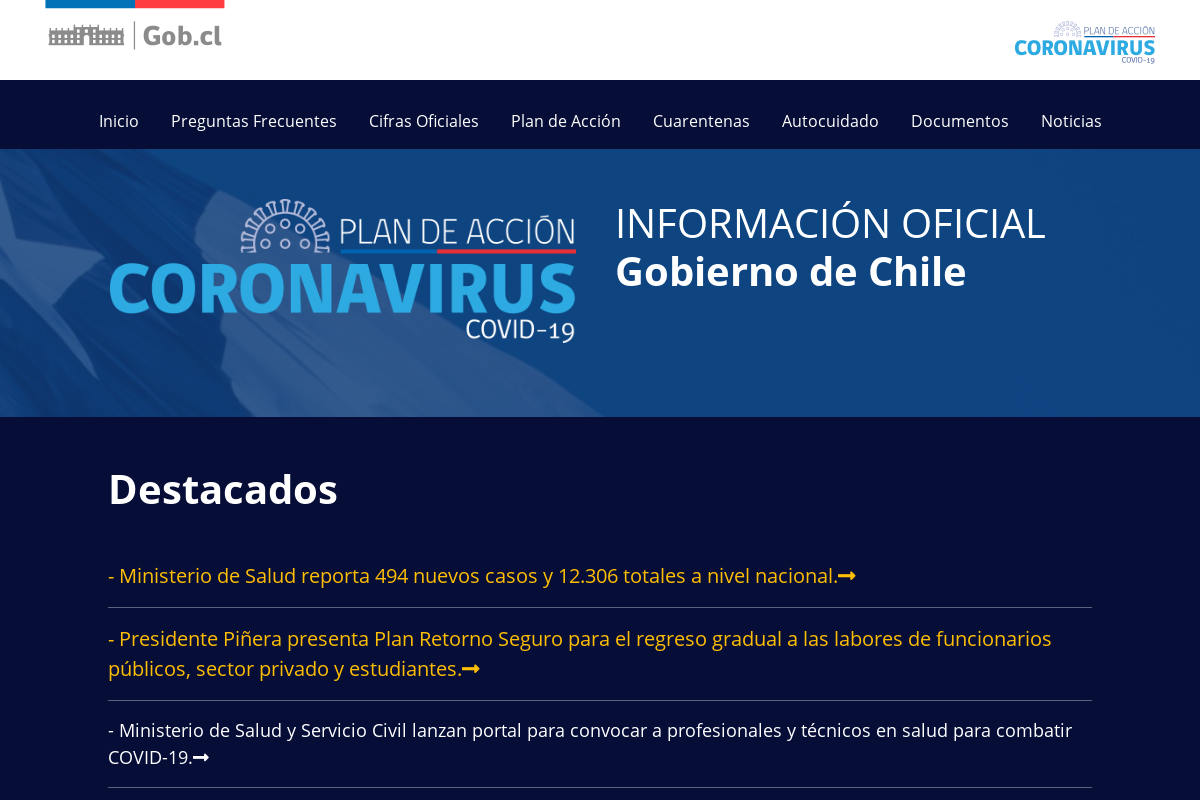 Gob.cl
PLAN DE ACCIÓN
CORONAVIRUS
COVID-19
Inicio Preguntas Frecuentes Cifras Oficiales Plan de Acción Cuarentenas Autocuidado Documentos Noticias
PLAN DE ACCIÓN
CORONAVIRUS
COVID-19
INFORMACIÓN OFICIAL
Gobierno de Chile
Destacados
- Ministerio de Salud reporta 494 nuevos casos y 12.306 totales a nivel nacional.
- Presidente Piñera presenta Plan Retorno Seguro para el regreso gradual a las labores de funcionarios
públicos, sector privado y estudiantes.
- Ministerio de Salud y Servicio Civil lanzan portal para convocar a profesionales y técnicos en salud para combatir
COVID-19.